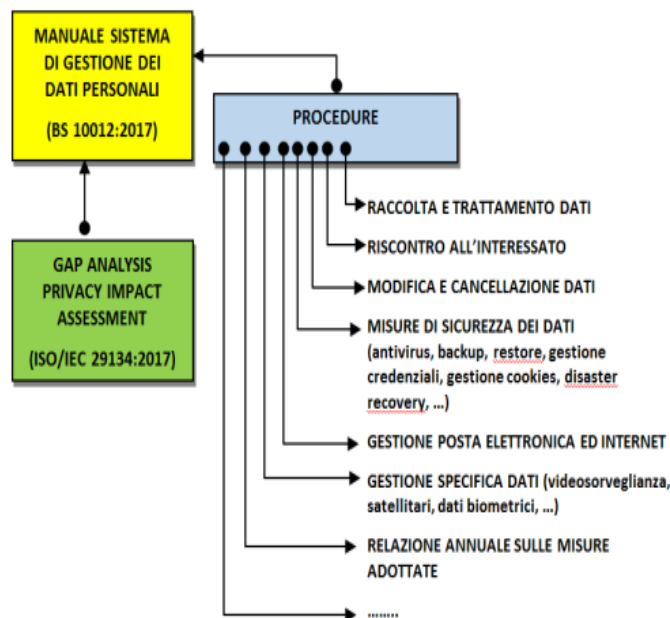 MANUALE SISTEMA
DI GESTIONE DEI
DATI PERSONALI
(BS 10012:2017)
PROCEDURE
GAP ANALYSIS
PRIVACY IMPACT
ASSESSMENT
(ISO/IEC 29134:2017)
RACCOLTA E TRATTAMENTO DATI
RISCONTRO ALL'INTERESSATO
MODIFICA E CANCELLAZIONE DATI
MISURE DI SICUREZZA DEI DATI
(antivirus, backup, restore, gestione
credenziali, gestione cookies, disaster
recovery, ...)
GESTIONE POSTA ELETTRONICA ED INTERNET
GESTIONE SPECIFICA DATI (videosorveglianza,
satellitari, dati biometrici, ...)
RELAZIONE ANNUALE SULLE MISURE
ADOTTATE
........